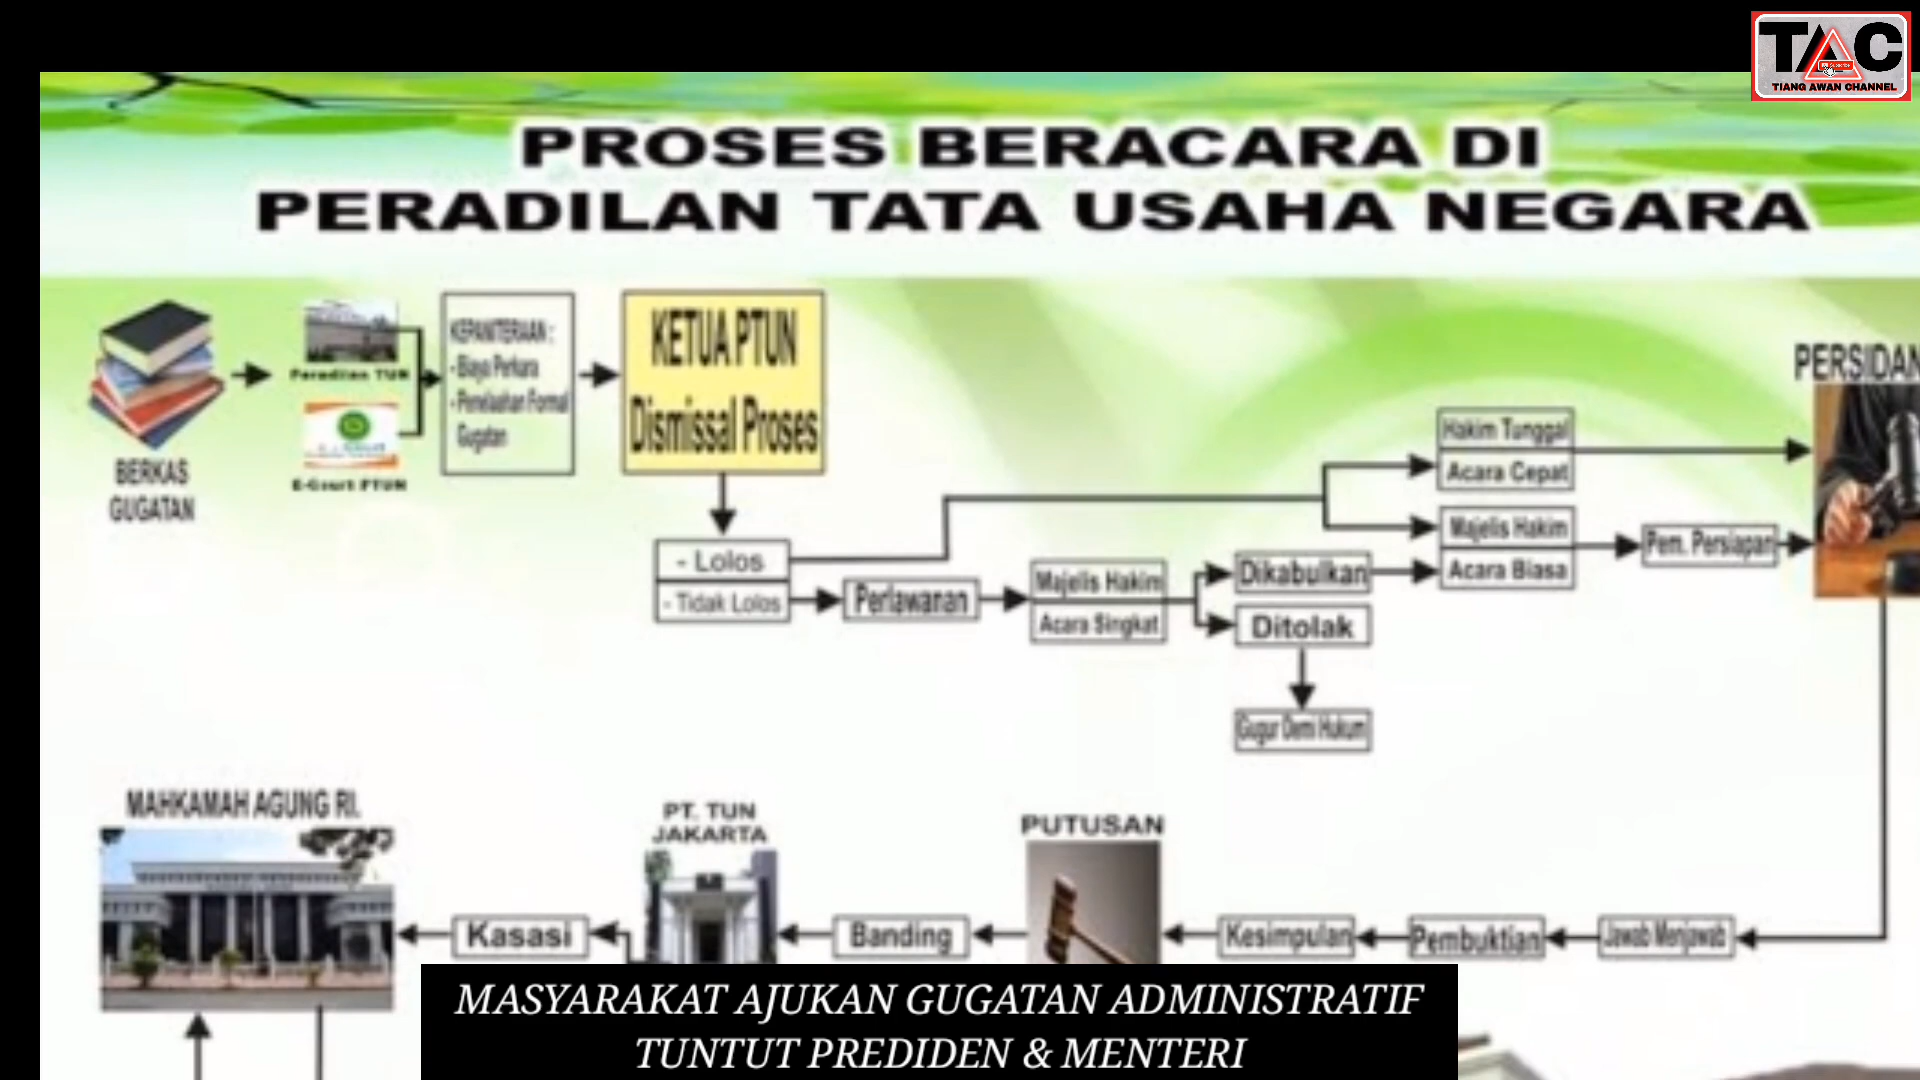 TAC
TIANG AWAN CHANNEL
PROSES BERACARA DI
PERADILAN TATA USAHA NEGARA
BERKAS
GUGATAN
Peradilan TUN
E-Court PTUN
KEPANITERAAN :
- Biaya Perkara
- Penelaahan Formal
Gugatan
KETUA PTUN
Dismissal Proses
- Lolos
- Tidak Lolos
Perlawanan
Majelis Hakim
Acara Singkat
Dikabulkan
Ditolak
Gugur Demi Hukum
Hakim Tunggal
Acara Cepat
Majelis Hakim
Acara Biasa
Pem. Persiapan
PERSIDAN
MAHKAMAH AGUNG RI.
Kasasi
PT. TUN
JAKARTA
Banding
PUTUSAN
Kesimpulan
Pembuktian
Jawab Menjawab
MASYARAKAT AJUKAN GUGATAN ADMINISTRATIF
TUNTUT PREDIDEN & MENTERI